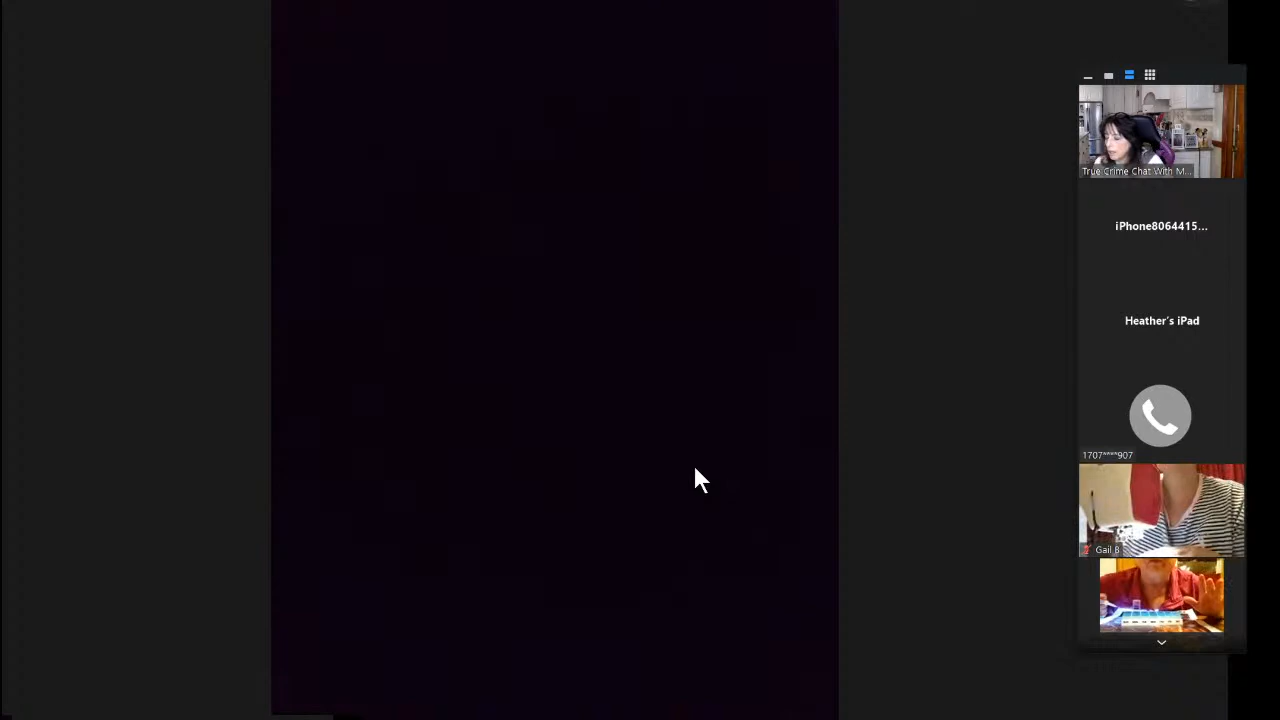 True Crime Chat With M...
iPhone8064415...
Heather's iPad
1707****907
Gail B